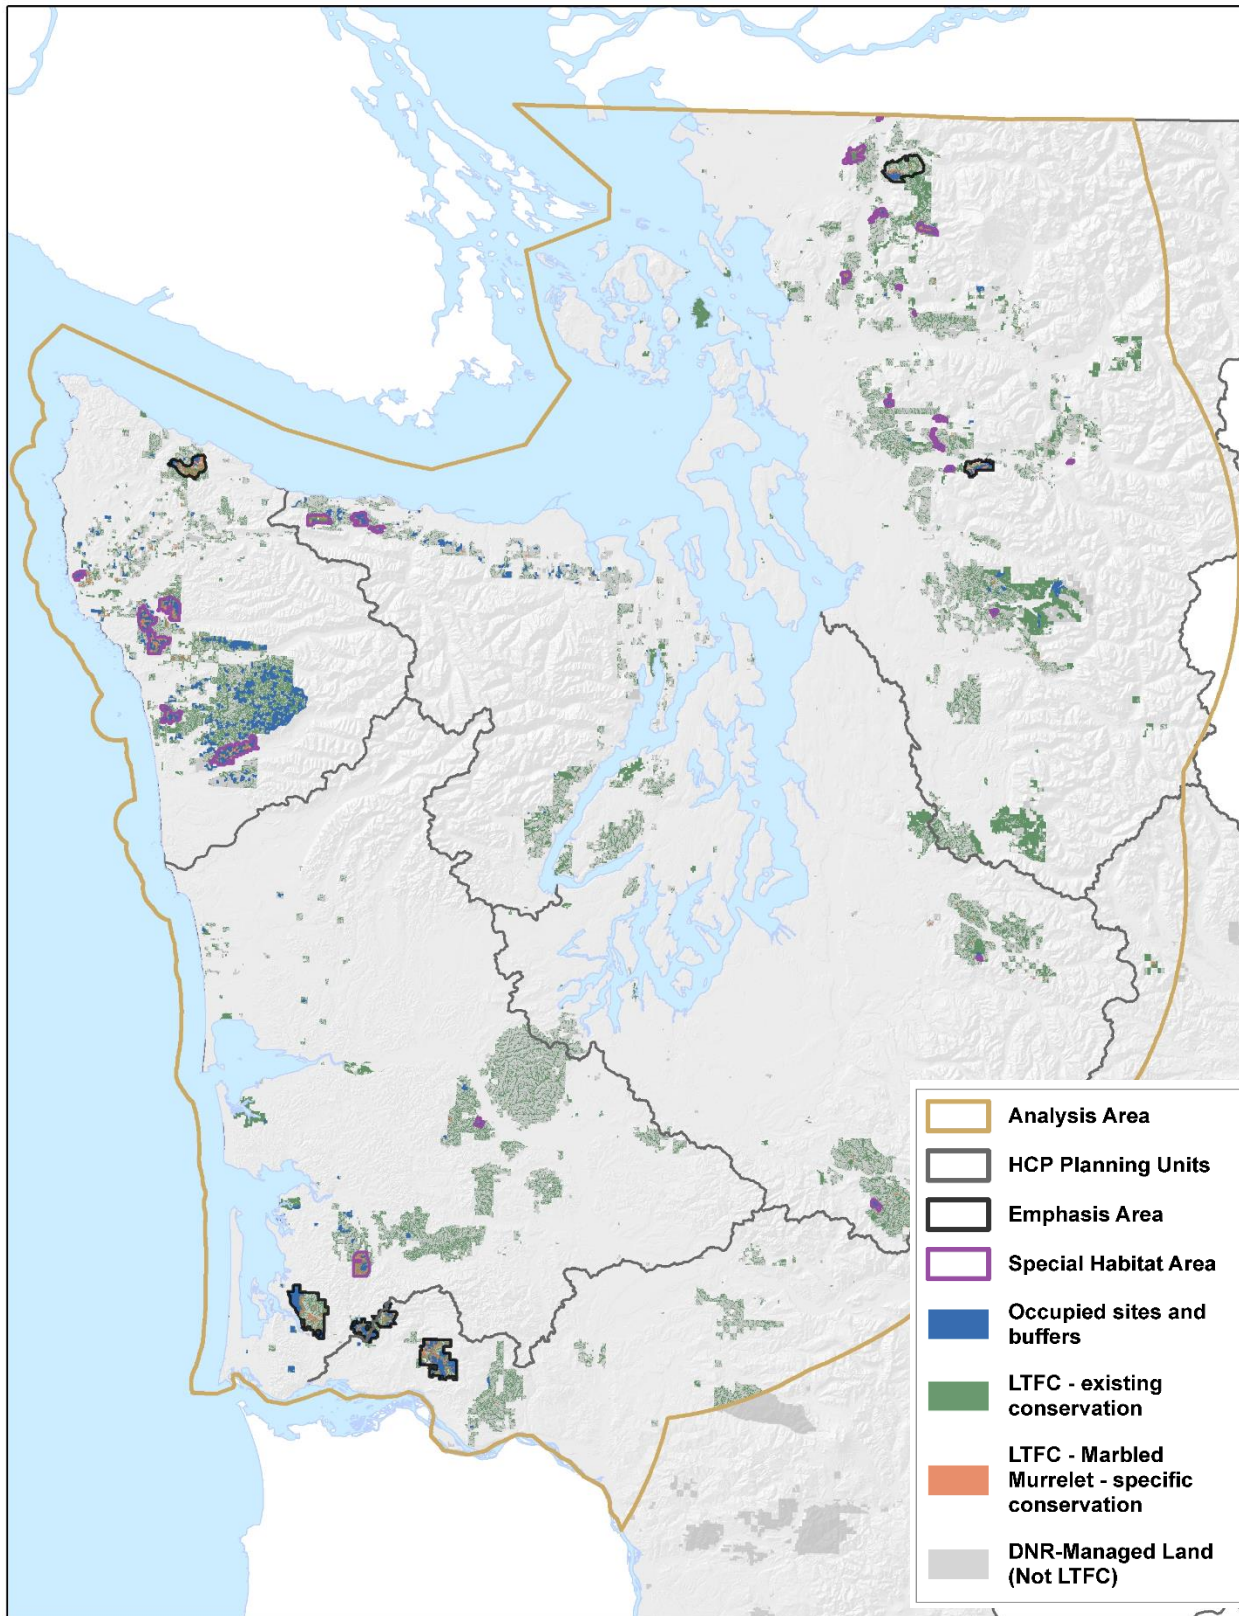 Analysis Area
HCP Planning Units
Emphasis Area
Special Habitat Area
Occupied sites and
buffers
LTFC - existing
conservation
LTFC - Marbled
Murrelet - specific
conservation
DNR-Managed Land
(Not LTFC)